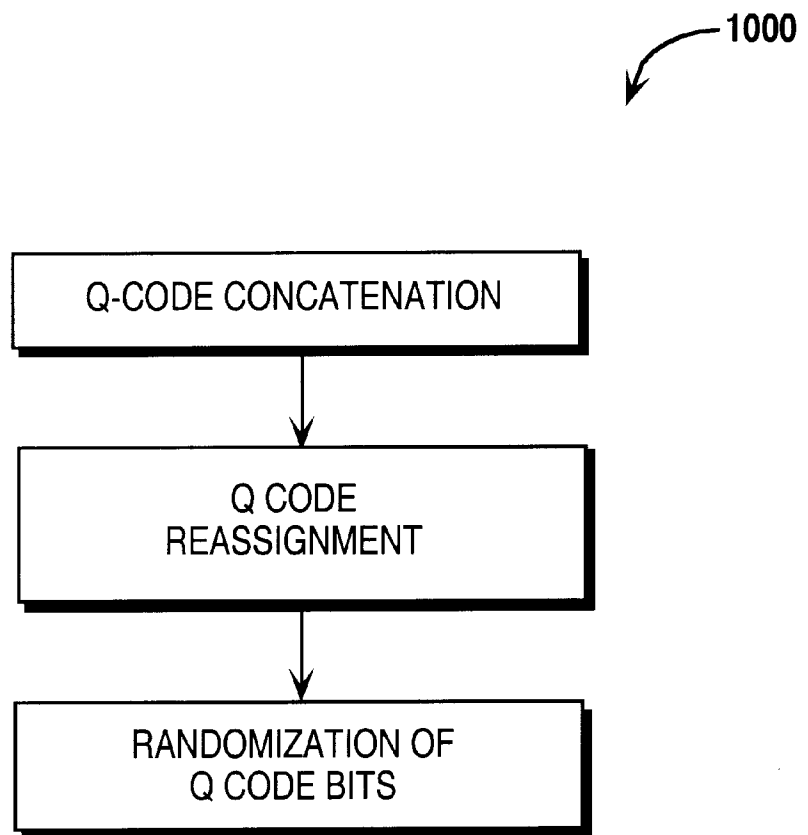 1000
Q-CODE CONCATENATION
Q CODE
REASSIGNMENT
RANDOMIZATION OF
Q CODE BITS